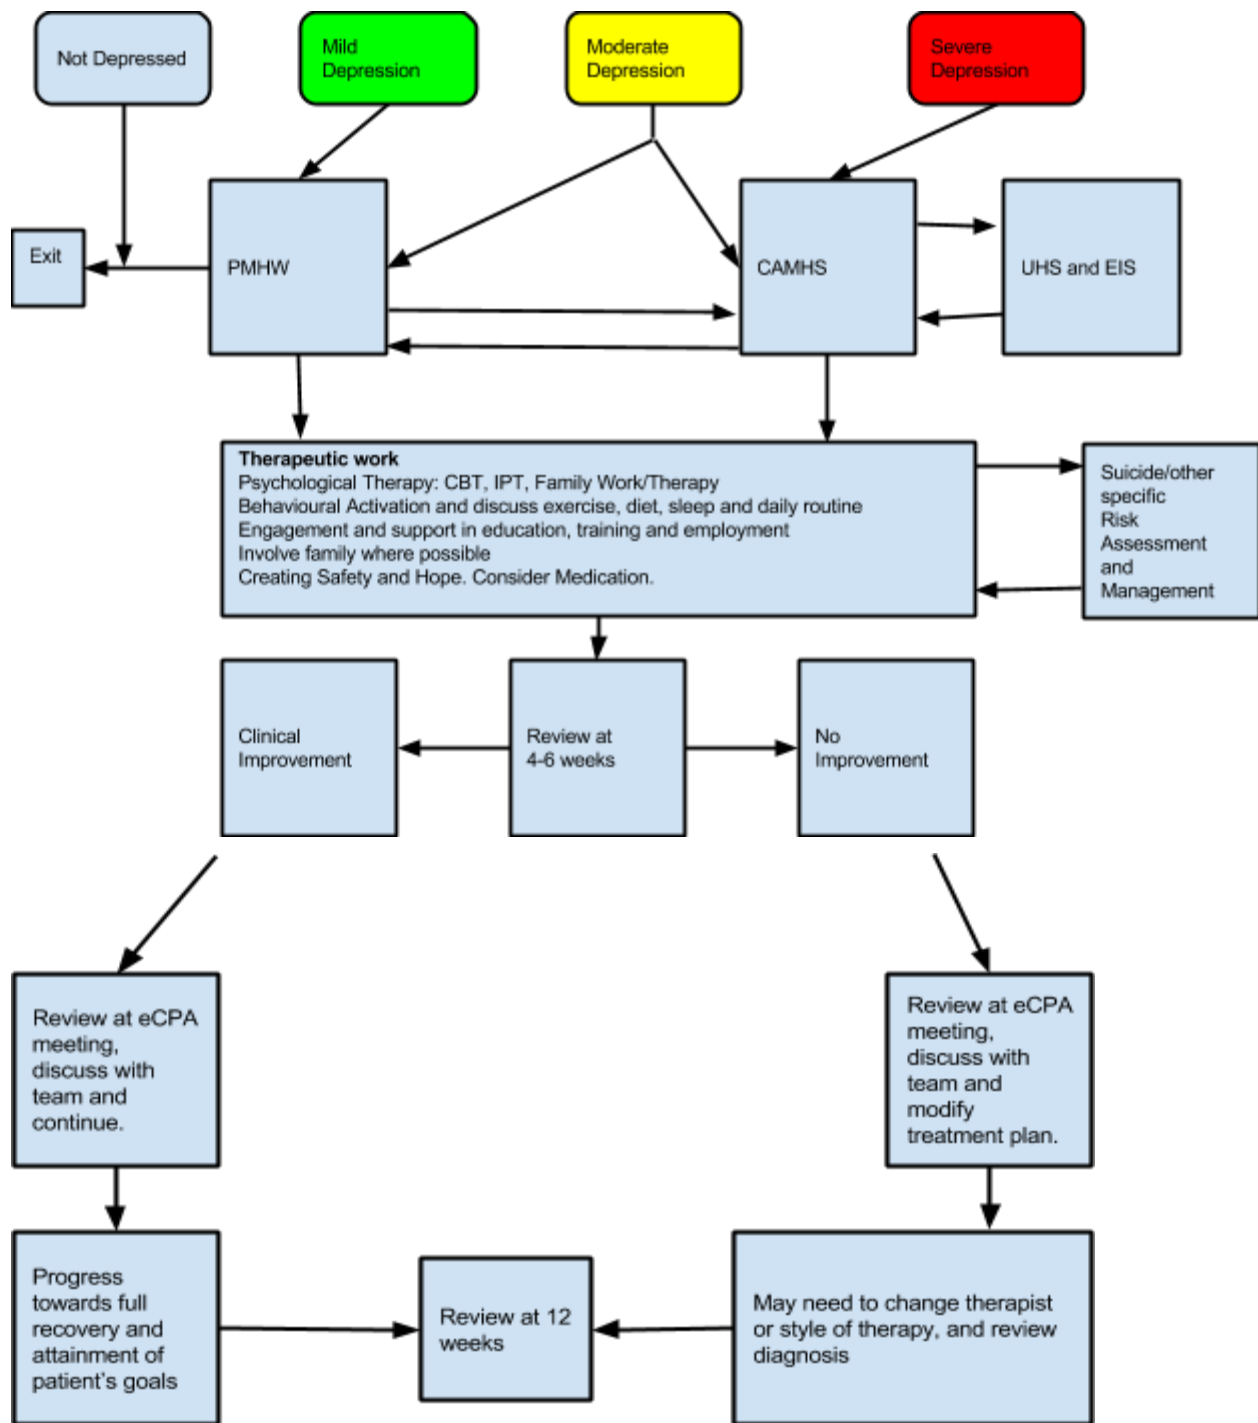 Not Depressed
Mild
Depression
Moderate
Depression
Severe
Depression
Exit
PMHW
CAMHS
UHS and EIS
Therapeutic work
Psychological Therapy: CBT, IPT, Family Work/Therapy
Behavioural Activation and discuss exercise, diet, sleep and daily routine
Engagement and support in education, training and employment
Involve family where possible
Creating Safety and Hope. Consider Medication.
Suicide/other
specific
Risk
Assessment
and
Management
Clinical
Improvement
Review at
4-6 weeks
No
Improvement
Review at eCPA
meeting,
discuss with
team and
continue.
Review at eCPA
meeting,
discuss with
team and
modify
treatment plan.
Progress
towards full
recovery and
attainment of
patient's goals
Review at 12
weeks
May need to change therapist
or style of therapy, and review
diagnosis